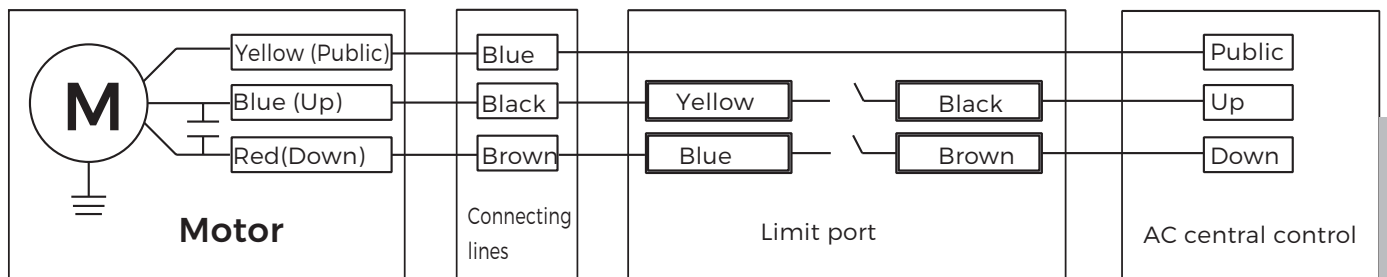 Yellow (Public)
Blue
Public
M
Blue (Up)
Black
Yellow
Black
Up
Red(Down)
Brown
Blue
Brown
Down
Motor
Connecting
lines
Limit port
AC central control